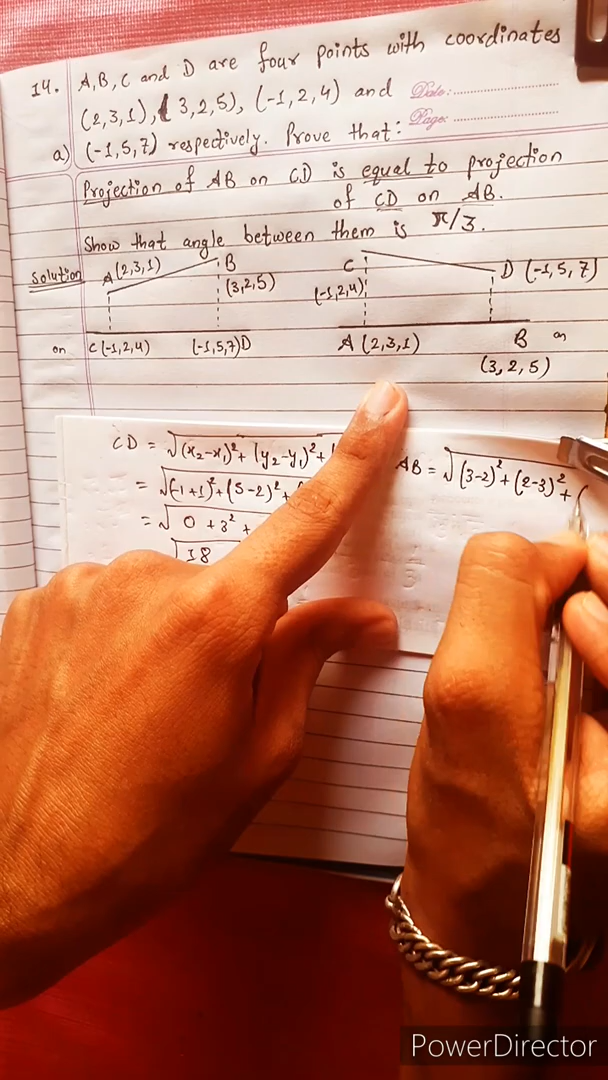 14. A, B, C and D are four points with coordinates
(2,3,1), (3,2,5), (-1,2,4) and Date:
(-1,5,7) respectively. Prove that: Page:
a) Projection of AB on CD is equal to projection
of CD on AB.
Show that angle between them is π/3.
Solution A(2,3,1) B C D (-1,5,7)
(3,2,5) (-1,2,4)
on C(-1,2,4) (-1,5,7)D A (2,3,1) B on
(3,2,5)
CD = √(x₂-x₁)²+(y₂-y₁)²+ AB = √(3-2)²+(2-3)²+(
= √(-1+1)²+(5-2)²+
= √0+3²+
√18
PowerDirector